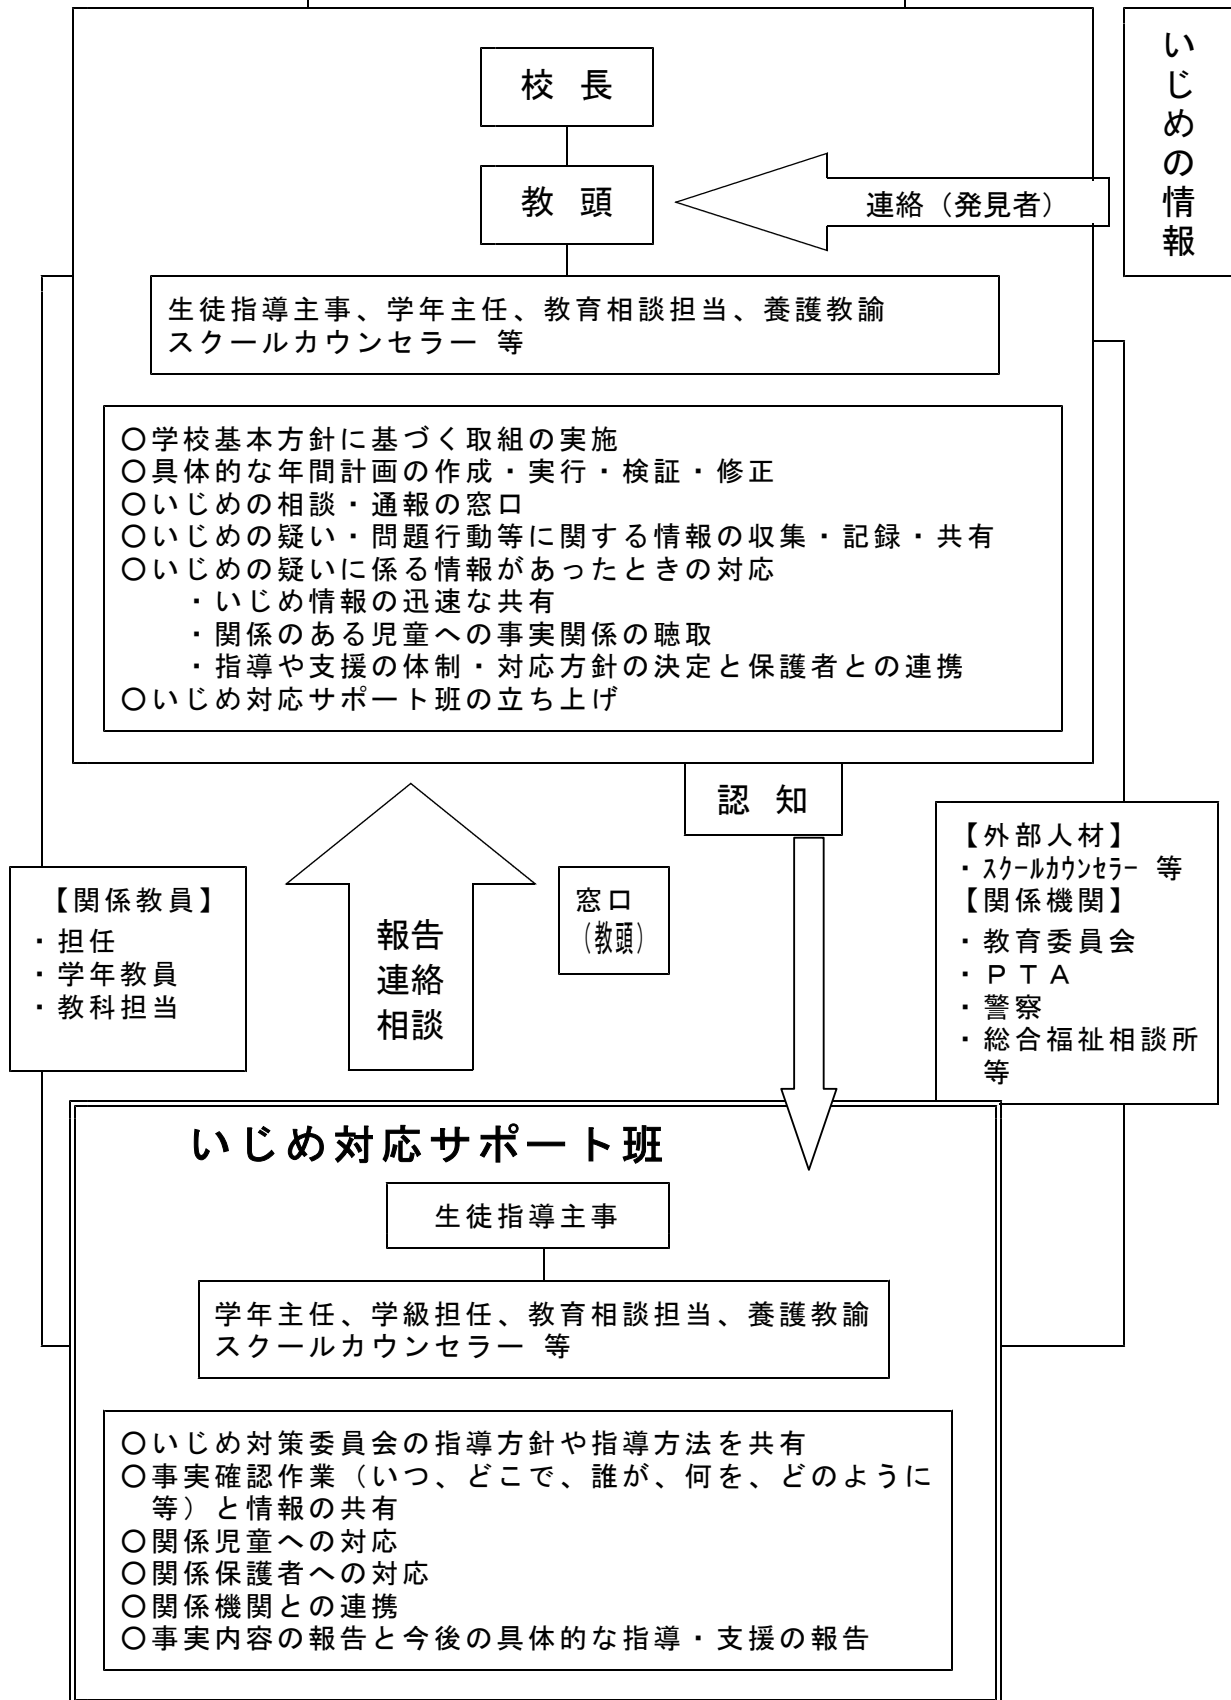 校 長
いじめの情報
教 頭
連絡（発見者）
生徒指導主事、学年主任、教育相談担当、養護教諭
スクールカウンセラー 等
○学校基本方針に基づく取組の実施
○具体的な年間計画の作成・実行・検証・修正
○いじめの相談・通報の窓口
○いじめの疑い・問題行動等に関する情報の収集・記録・共有
○いじめの疑いに係る情報があったときの対応
・いじめ情報の迅速な共有
・関係のある児童への事実関係の聴取
・指導や支援の体制・対応方針の決定と保護者との連携
○いじめ対応サポート班の立ち上げ
認 知
【関係教員】
・担任
・学年教員
・教科担当
報告
連絡
相談
窓口
（教頭）
【外部人材】
・ｽｸｰﾙｶｳﾝｾﾗｰ 等
【関係機関】
・教育委員会
・ＰＴＡ
・警察
・総合福祉相談所
等
いじめ対応サポート班
生徒指導主事
学年主任、学級担任、教育相談担当、養護教諭
スクールカウンセラー 等
○いじめ対策委員会の指導方針や指導方法を共有
○事実確認作業（いつ、どこで、誰が、何を、どのように
等）と情報の共有
○関係児童への対応
○関係保護者への対応
○関係機関との連携
○事実内容の報告と今後の具体的な指導・支援の報告